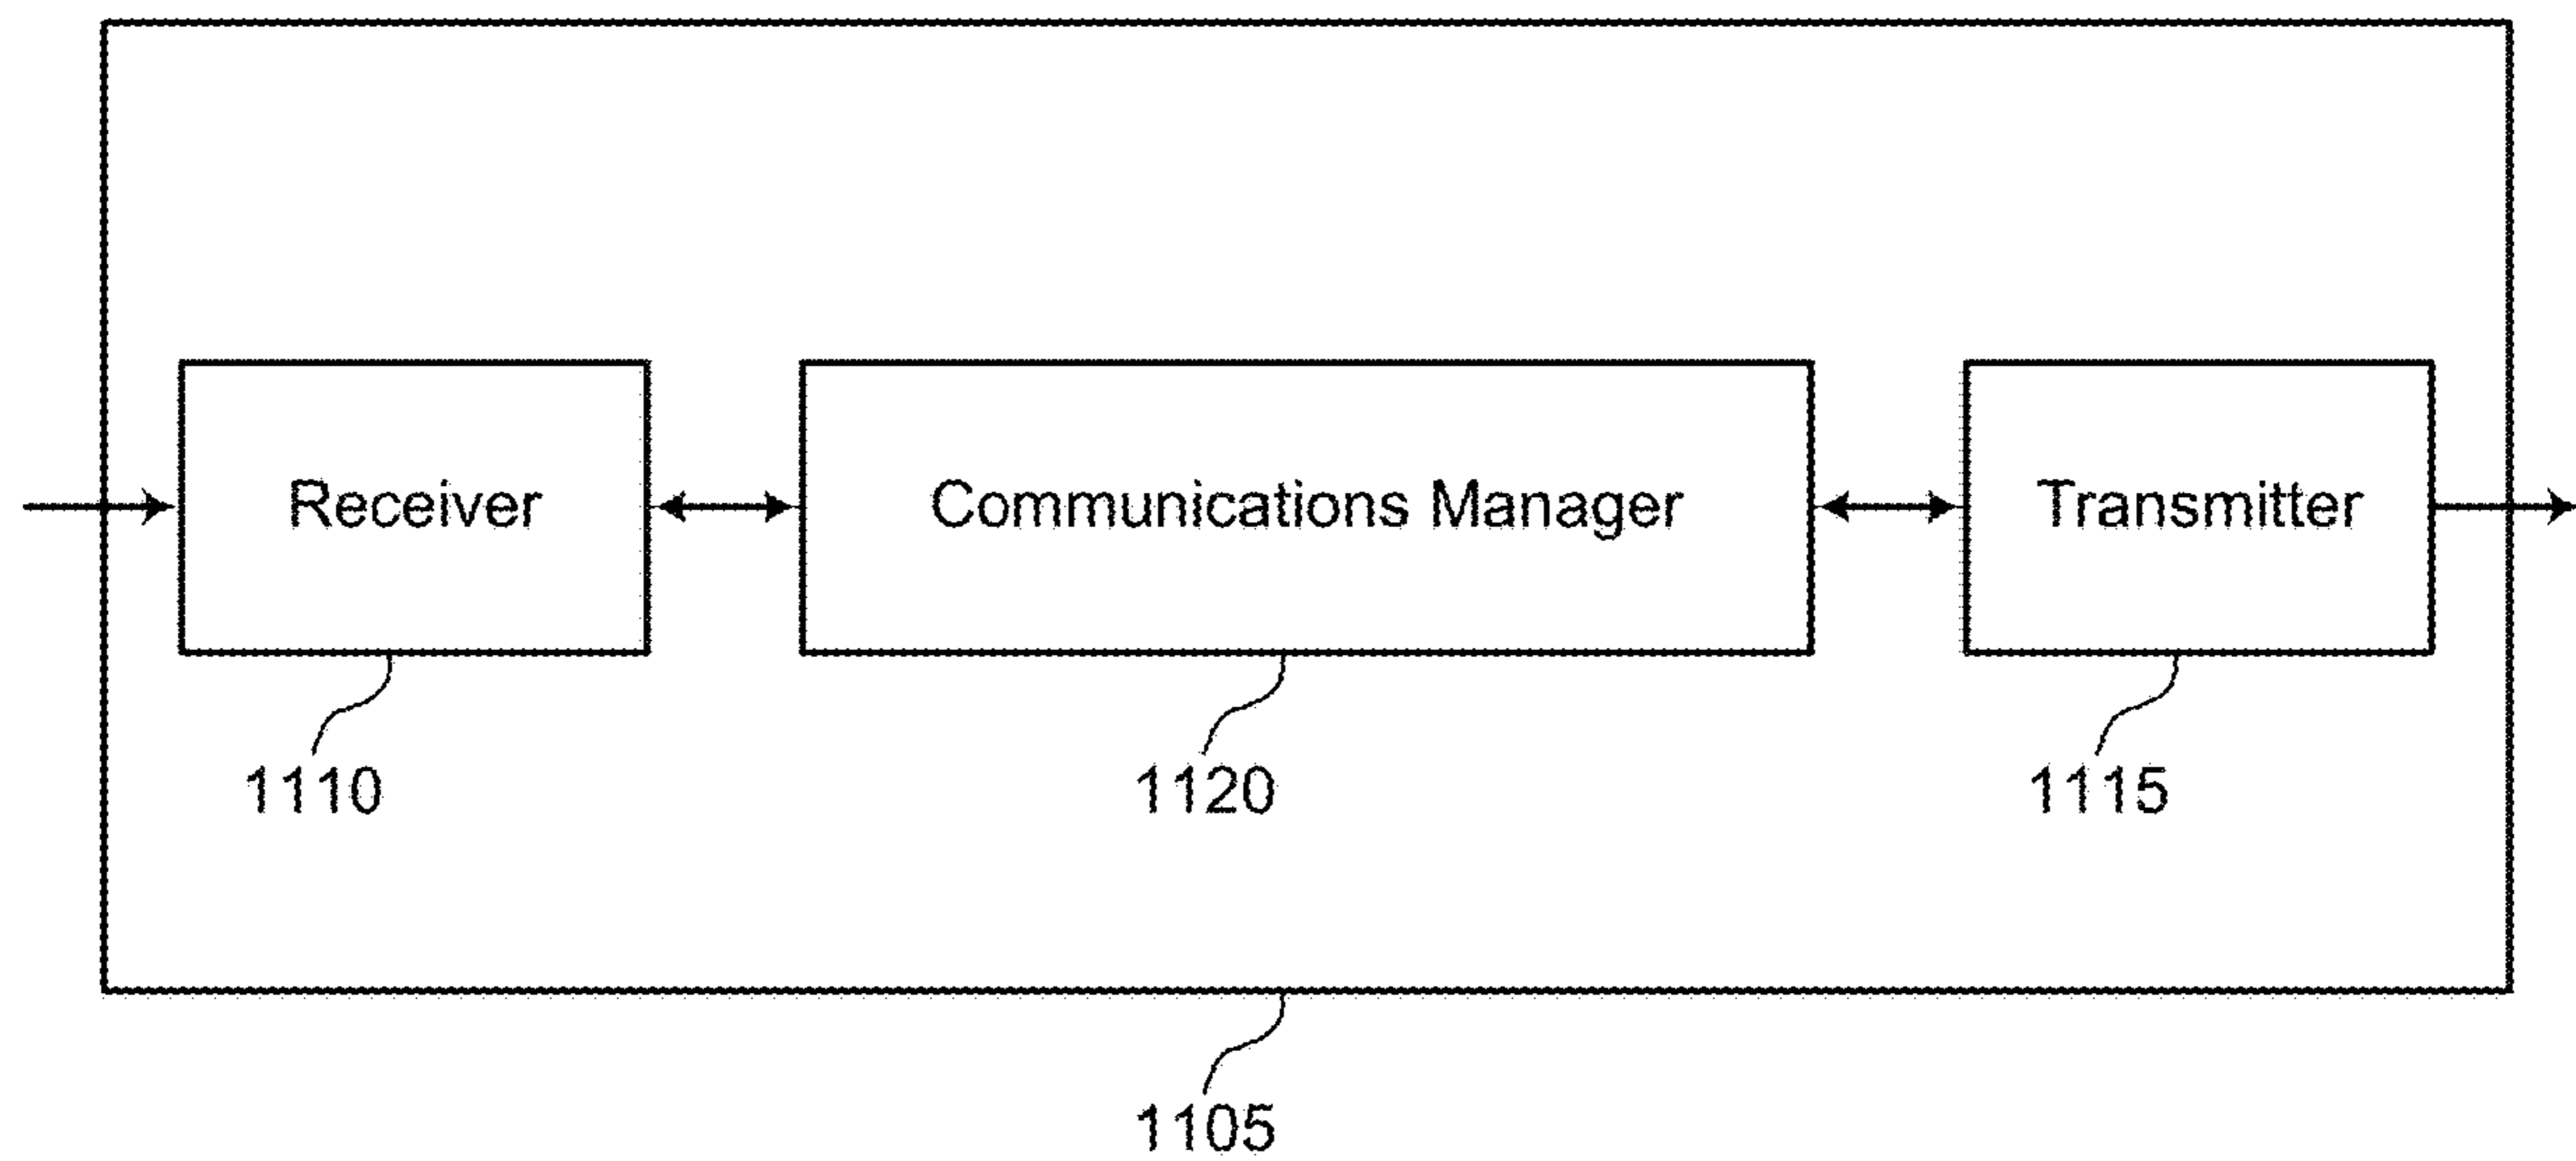 Receiver
Communications Manager
Transmitter
1110
1120
1115
1105